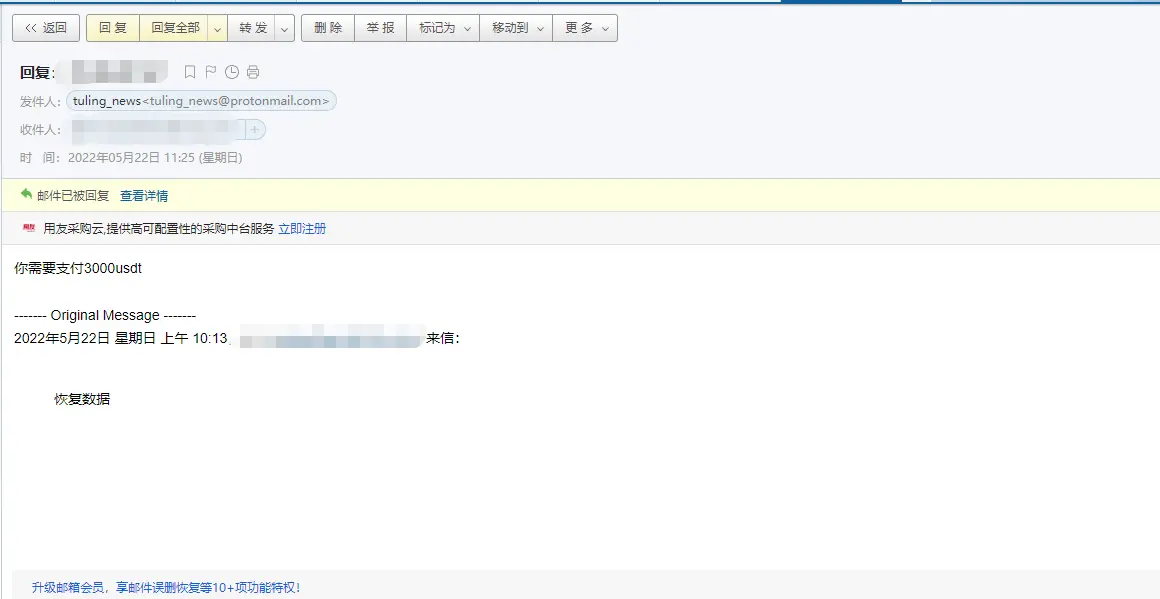 << 返回 回 复 回复全部 转 发 删 除 举 报 标记为 移动到 更 多
回复:
发件人: tuling_news<tuling_news@protonmail.com>
收件人: +
时 间: 2022年05月22日 11:25 (星期日)
邮件已被回复 查看详情
用友 用友采购云,提供高可配置性的采购中台服务 立即注册
你需要支付3000usdt
------- Original Message -------
2022年5月22日 星期日 上午 10:13, 来信:
恢复数据
升级邮箱会员，享邮件误删恢复等10+项功能特权!